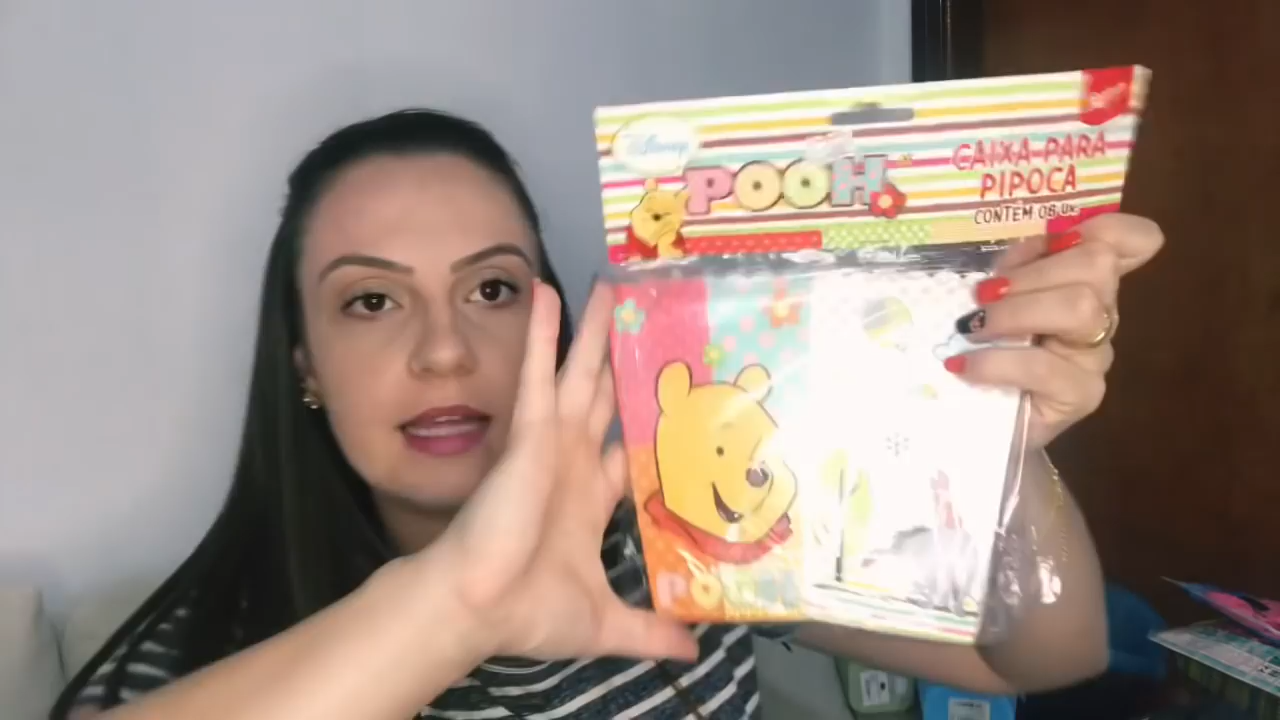 Disney
POOH
CAIXA PARA
PIPOCA
CONTÉM 08 Un.
POOH